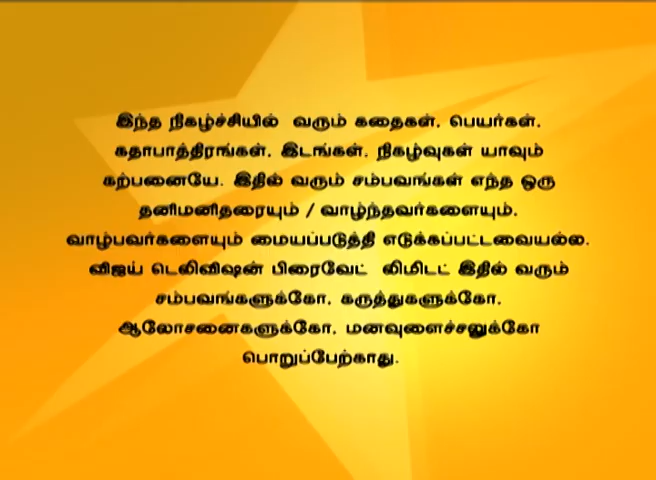 இந்த நிகழ்ச்சியில் வரும் கதைகள், பெயர்கள்,
கதாபாத்திரங்கள், இடங்கள், நிகழ்வுகள் யாவும்
கற்பனையே. இதில் வரும் சம்பவங்கள் எந்த ஒரு
தனிமனிதரையும் / வாழ்ந்தவர்களையும்,
வாழ்பவர்களையும் மையப்படுத்தி எடுக்கப்பட்டவையல்ல.
விஜய் டெலிவிஷன் பிரைவேட் லிமிடட் இதில் வரும்
சம்பவங்களுக்கோ, கருத்துகளுக்கோ,
ஆலோசனைகளுக்கோ, மனவுளைச்சலுக்கோ
பொறுப்பேற்காது.